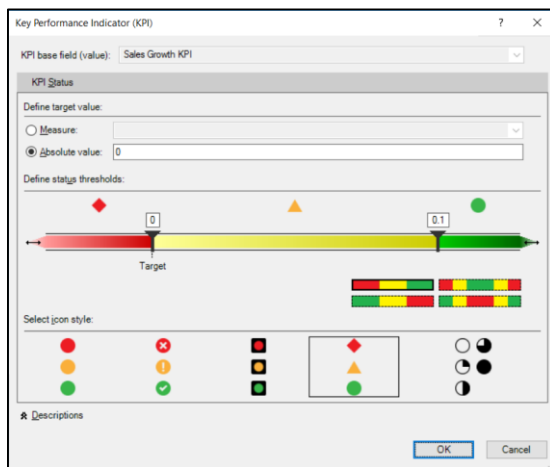 Key Performance Indicator (KPI) ? ×
KPI base field (value): Sales Growth KPI
KPI Status
Define target value:
Measure:
Absolute value: 0
Define status thresholds:
0 0.1
Target
Select icon style:
Descriptions
OK Cancel